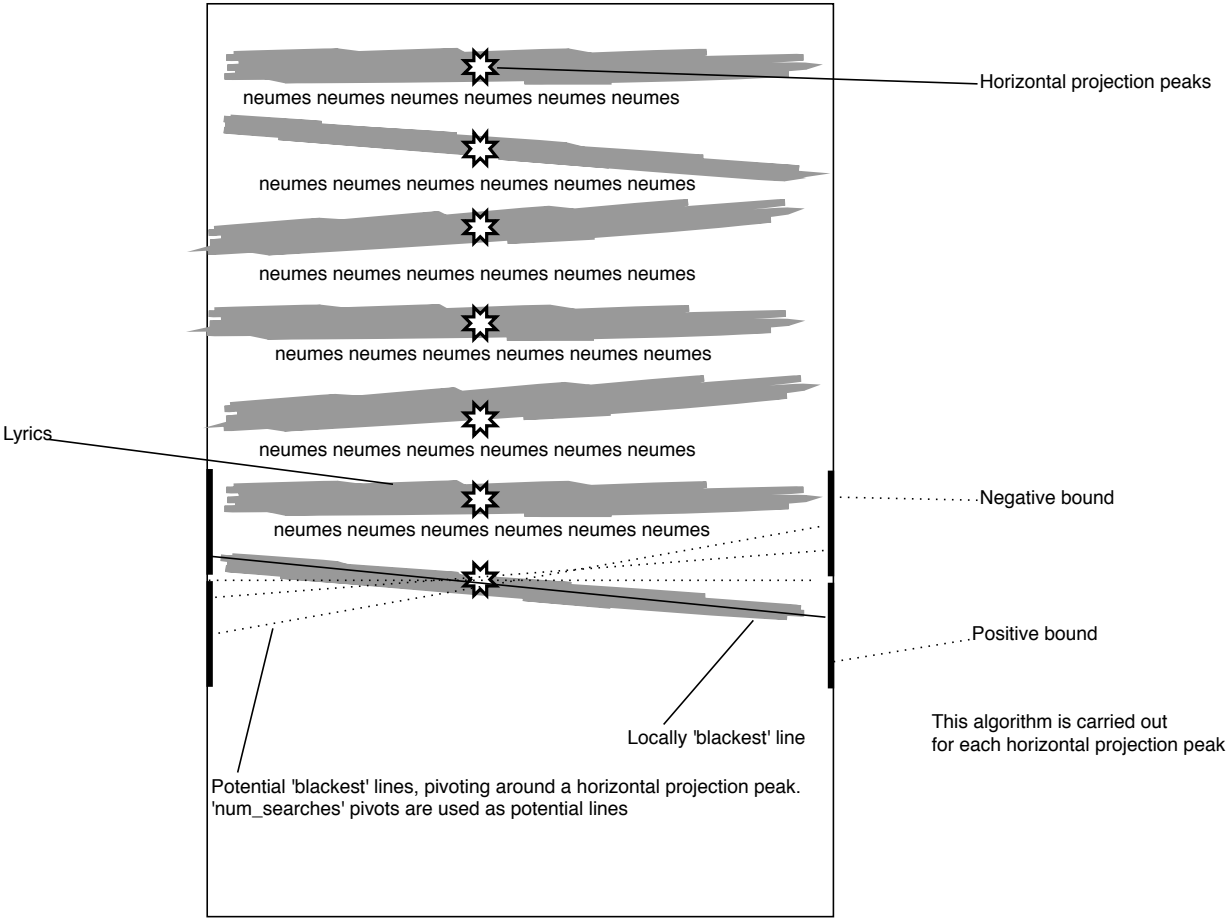 Horizontal projection peaks
neumes neumes neumes neumes neumes neumes
neumes neumes neumes neumes neumes neumes
neumes neumes neumes neumes neumes neumes
neumes neumes neumes neumes neumes neumes
Lyrics
neumes neumes neumes neumes neumes neumes
Negative bound
neumes neumes neumes neumes neumes neumes
Positive bound
This algorithm is carried out
for each horizontal projection peak
Locally 'blackest' line
Potential 'blackest' lines, pivoting around a horizontal projection peak.
'num_searches' pivots are used as potential lines